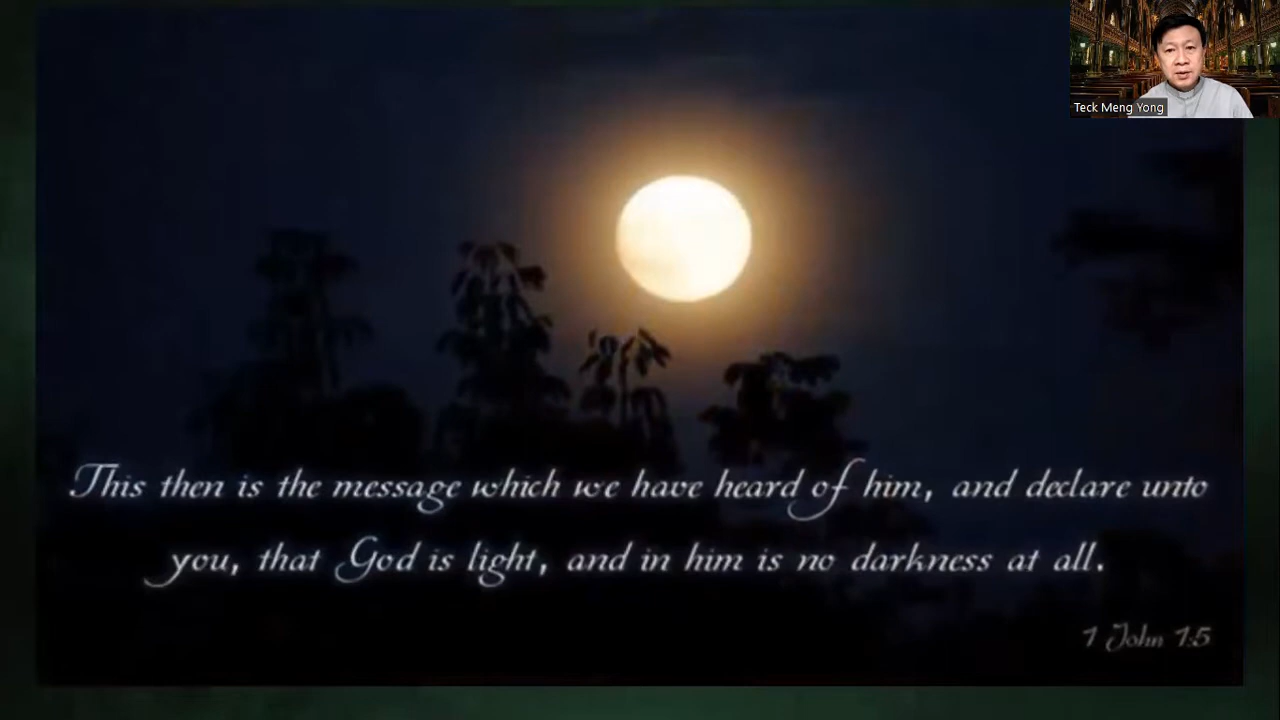 Teck Meng Yong
This then is the message which we have heard of him, and declare unto
you, that God is light, and in him is no darkness at all.
1 John 1:5